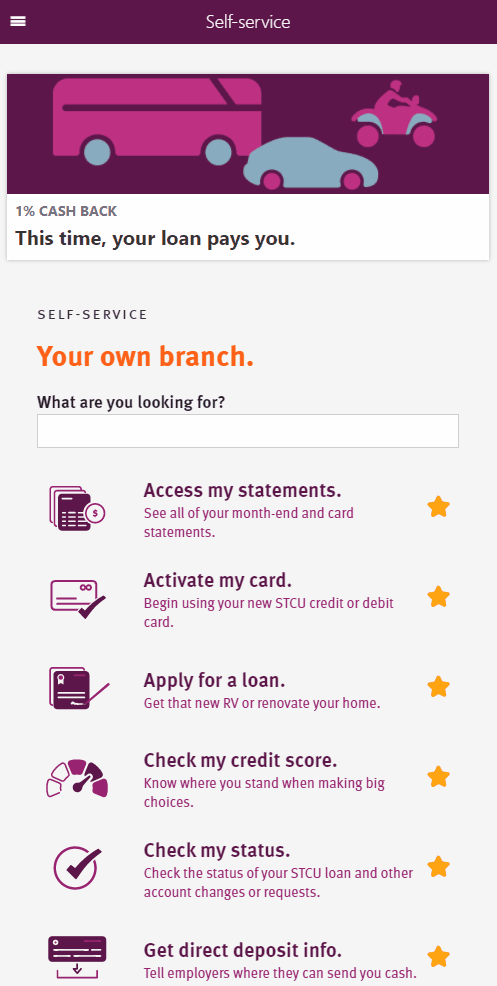 Self-service
1% CASH BACK
This time, your loan pays you.
SELF-SERVICE
Your own branch.
What are you looking for?
Access my statements.
See all of your month-end and card
statements.
$
Activate my card.
Begin using your new STCU credit or debit
card.
Apply for a loan.
Get that new RV or renovate your home.
Check my credit score.
Know where you stand when making big
choices.
Check my status.
Check the status of your STCU loan and other
account changes or requests.
Get direct deposit info.
Tell employers where they can send you cash.